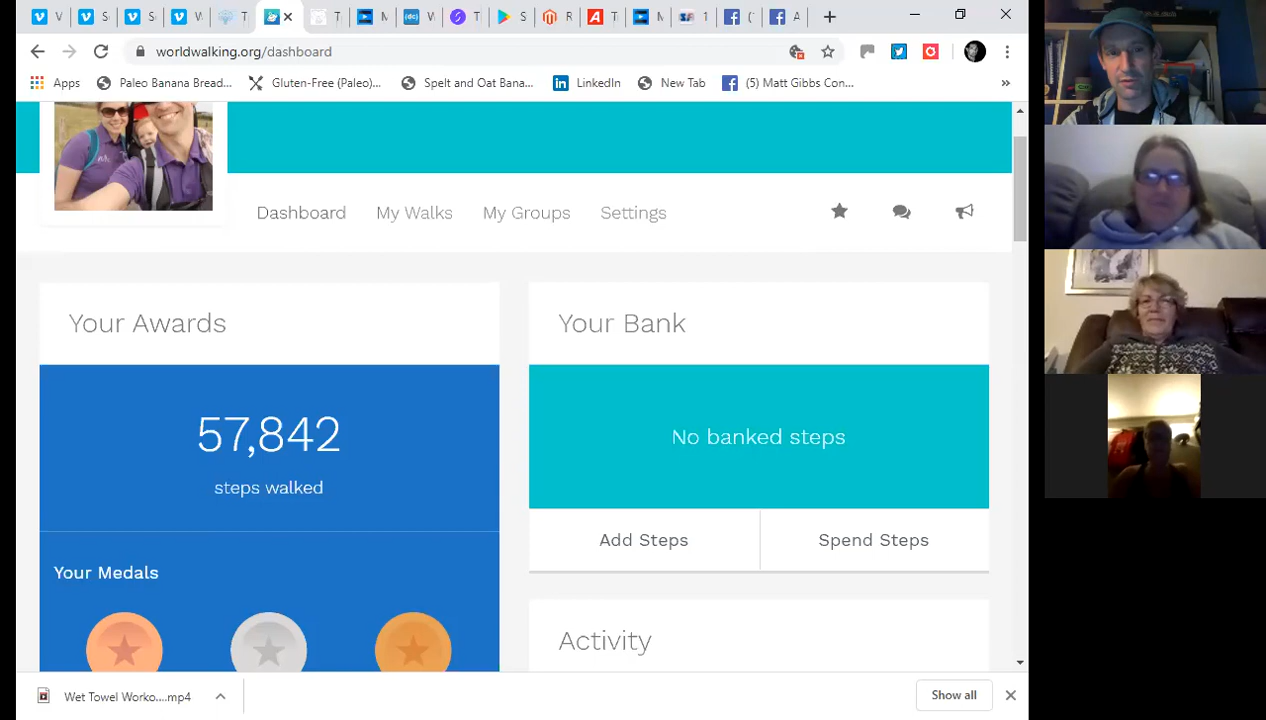 V
S
S
V
T
T
M
V
T
S
R
T
M
1
(
A
worldwalking.org/dashboard
Apps
Paleo Banana Bread...
Gluten-Free (Paleo)...
Spelt and Oat Bana...
LinkedIn
New Tab
(5) Matt Gibbs Con...
»
Dashboard
My Walks
My Groups
Settings
Your Awards
Your Bank
57,842
steps walked
No banked steps
Add Steps
Spend Steps
Your Medals
Activity
Wet Towel Worko....mp4
Show all